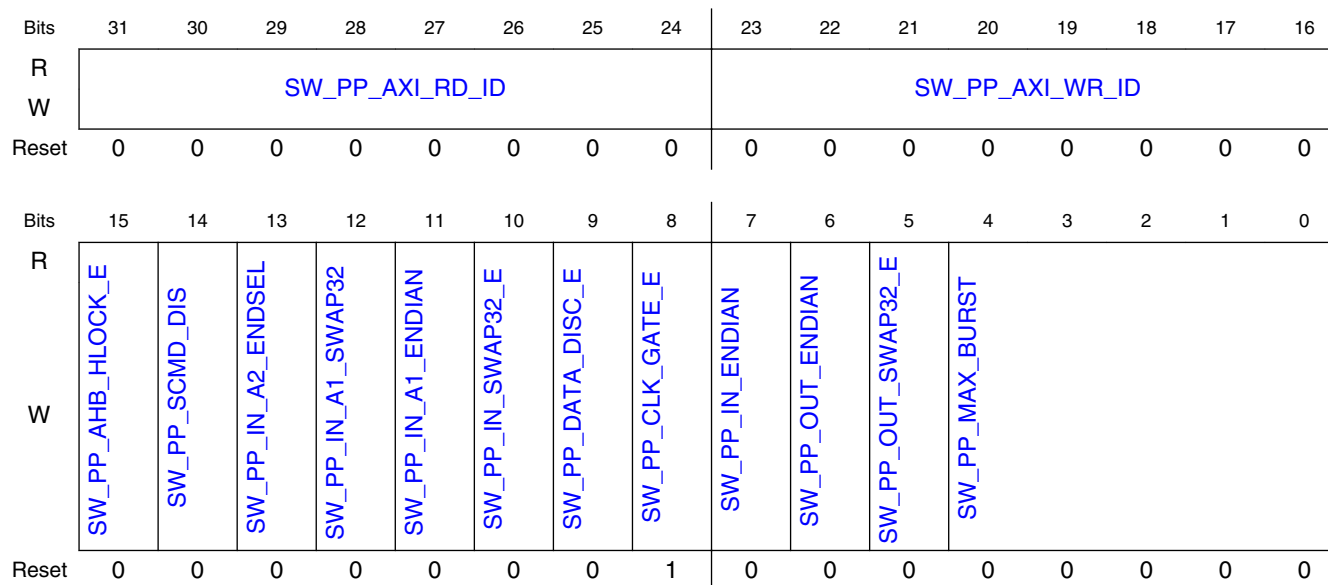 Bits 31 30 29 28 27 26 25 24 23 22 21 20 19 18 17 16
R
SW_PP_AXI_RD_ID SW_PP_AXI_WR_ID
W
Reset 0 0 0 0 0 0 0 0 0 0 0 0 0 0 0 0
Bits 15 14 13 12 11 10 9 8 7 6 5 4 3 2 1 0
R
W
SW_PP_AHB_HLOCK_E
SW_PP_SCMD_DIS
SW_PP_IN_A2_ENDSEL
SW_PP_IN_A1_SWAP32
SW_PP_IN_A1_ENDIAN
SW_PP_IN_SWAP32_E
SW_PP_DATA_DISC_E
SW_PP_CLK_GATE_E
SW_PP_IN_ENDIAN
SW_PP_OUT_ENDIAN
SW_PP_OUT_SWAP32_E
SW_PP_MAX_BURST
Reset 0 0 0 0 0 0 0 1 0 0 0 0 0 0 0 0